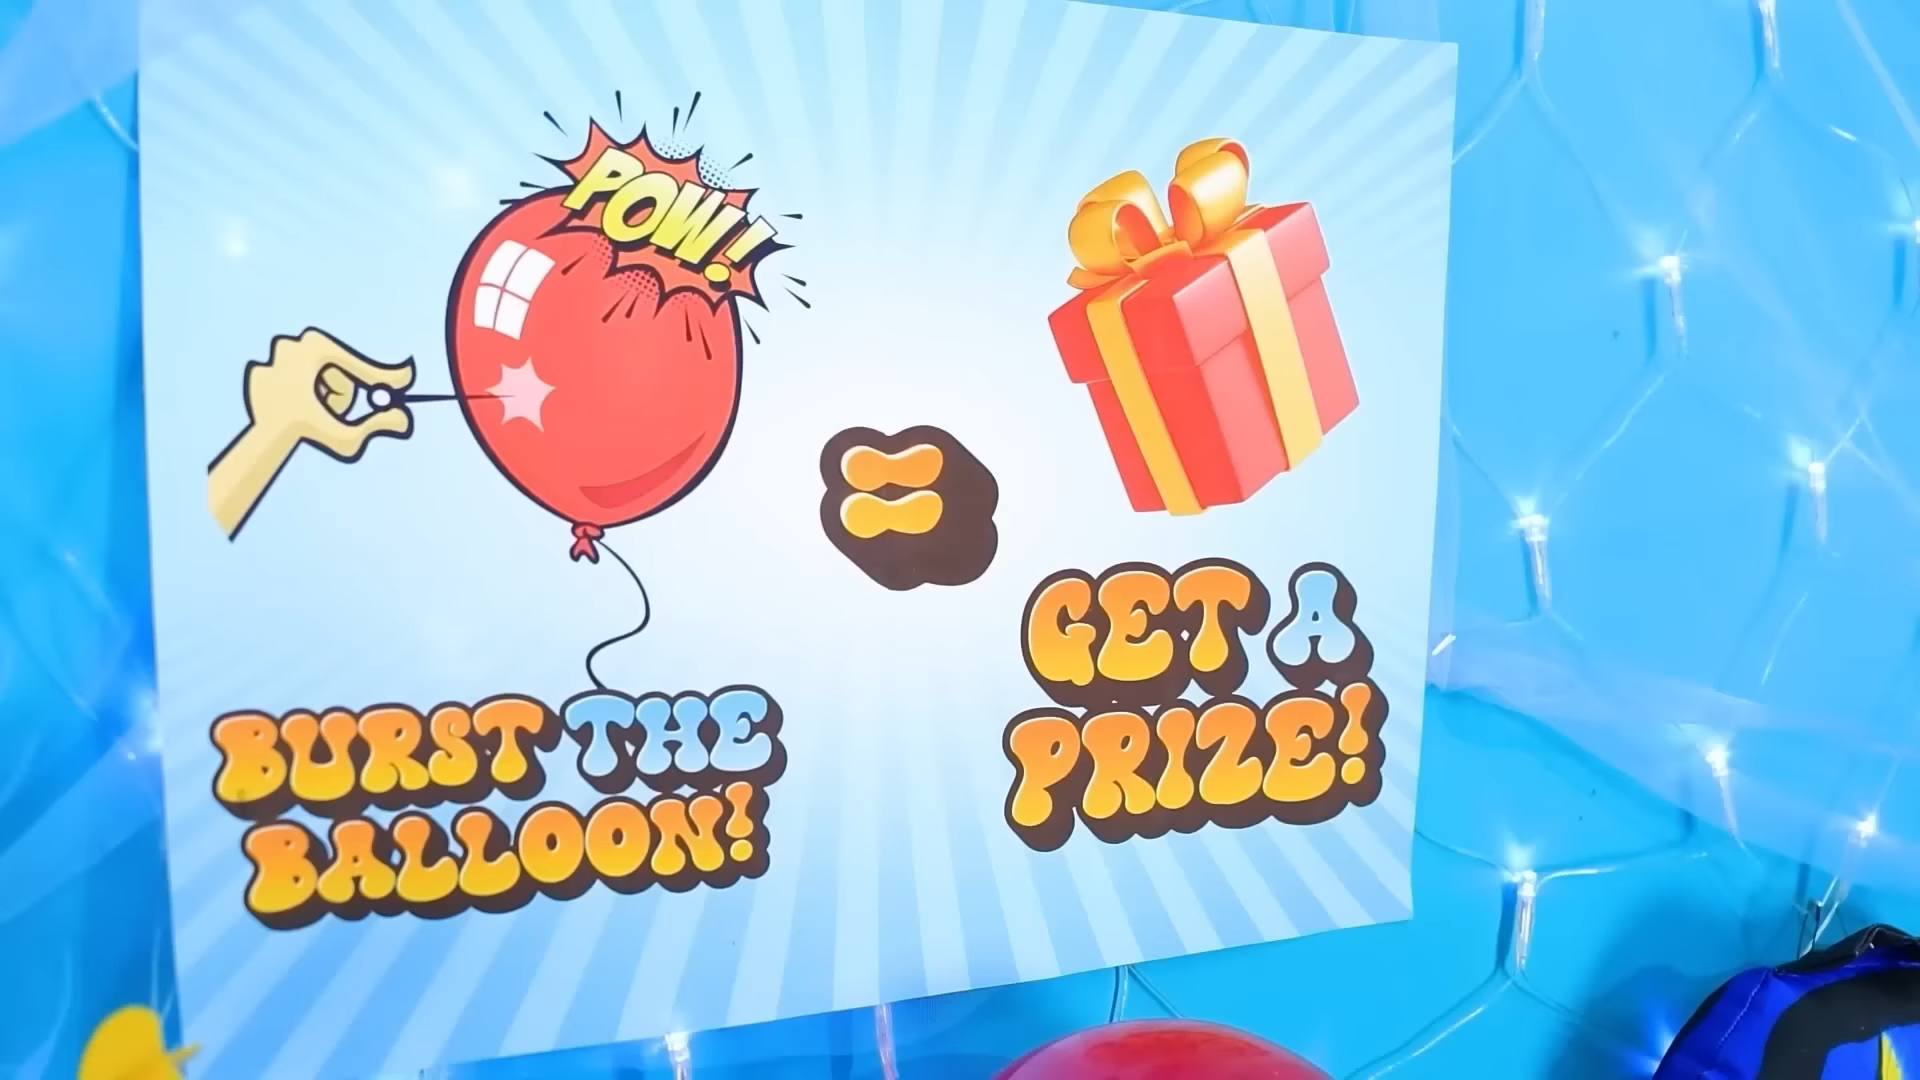 POW!
=
BURST THE
BALLOON!
GET A
PRIZE!